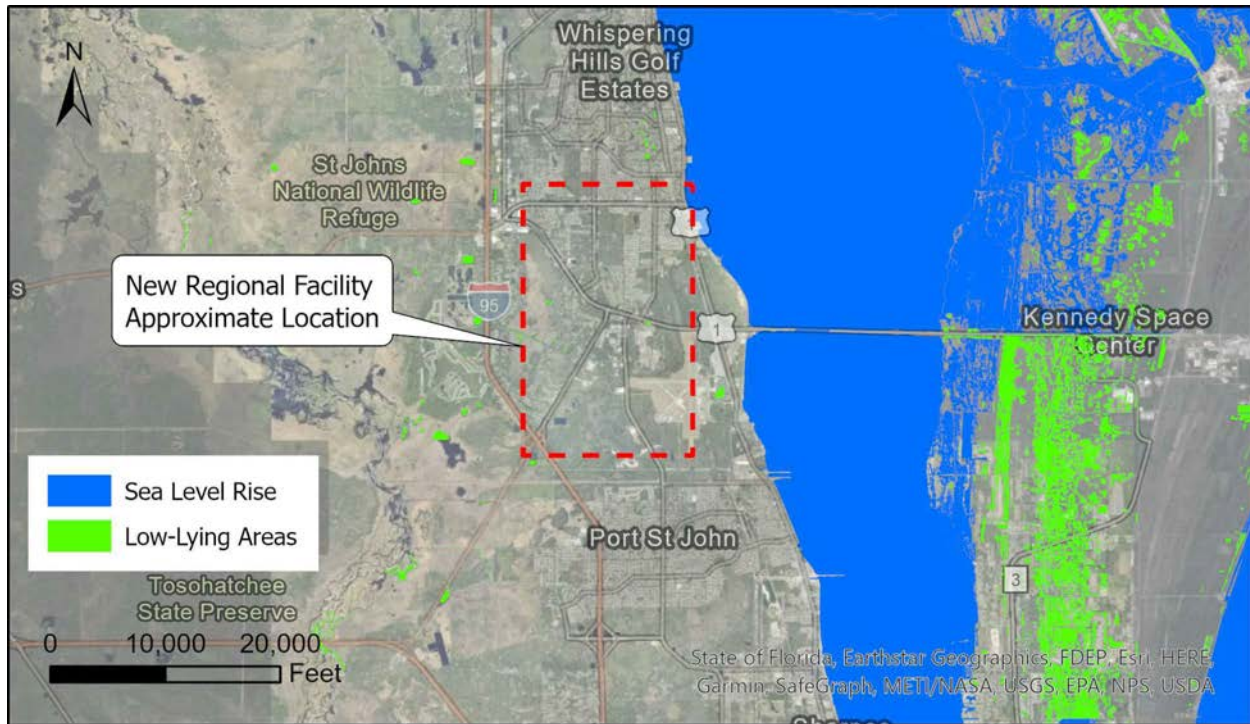 N
Whispering
Hills Golf
Estates
St Johns
National Wildlife
Refuge
1
New Regional Facility
Approximate Location
s
95
1
Kennedy Space
Center
Sea Level Rise
Low-Lying Areas
Port St John
3
Tosohatchee
State Preserve
0 10,000 20,000
Feet
State of Florida, Earthstar Geographics, FDEP, Esri, HERE,
Garmin, SafeGraph, METI/NASA, USGS, EPA, NPS, USDA